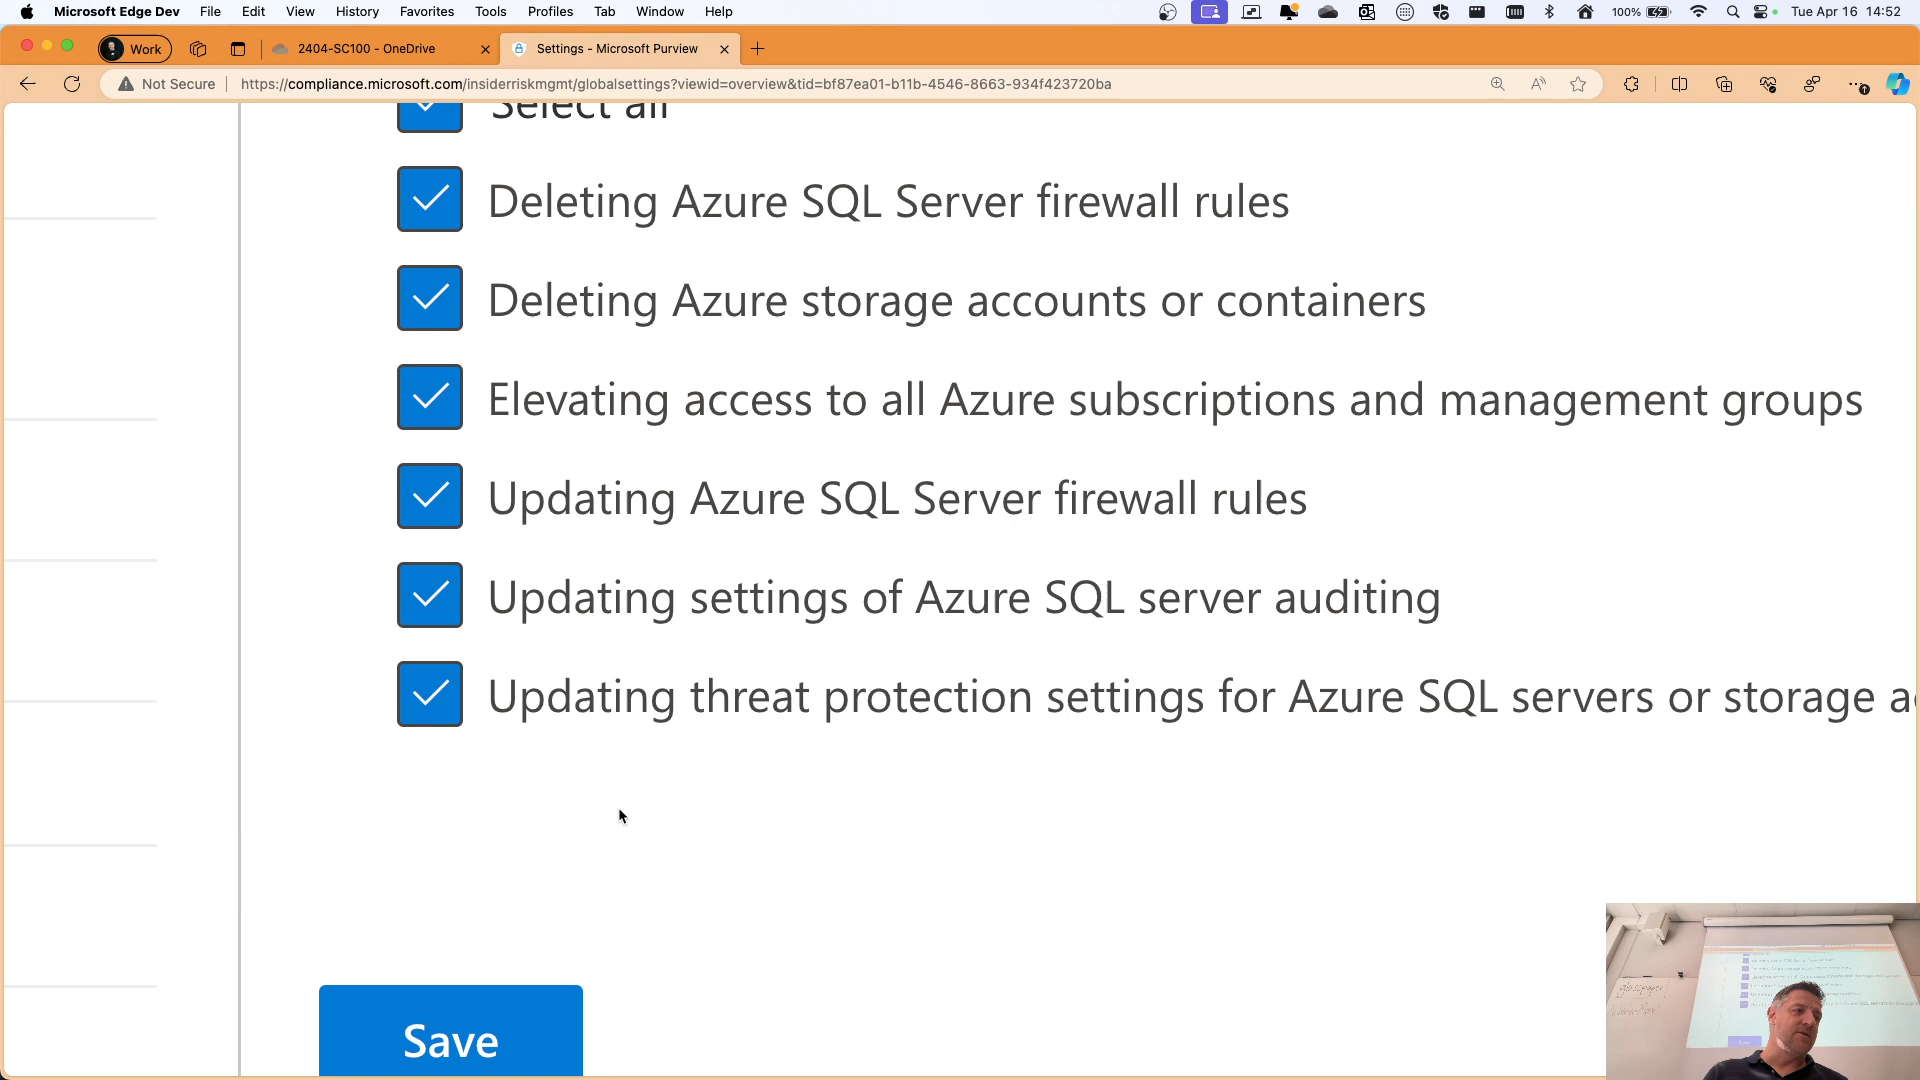 Microsoft Edge Dev File Edit View History Favorites Tools Profiles Tab Window Help 100% Tue Apr 16 14:52
Work 2404-SC100 - OneDrive Settings - Microsoft Purview
Not Secure https://compliance.microsoft.com/insiderriskmgmt/globalsettings?viewid=overview&tid=bf87ea01-b11b-4546-8663-934f423720ba
Select all
Deleting Azure SQL Server firewall rules
Deleting Azure storage accounts or containers
Elevating access to all Azure subscriptions and management groups
Updating Azure SQL Server firewall rules
Updating settings of Azure SQL server auditing
Updating threat protection settings for Azure SQL servers or storage
Save